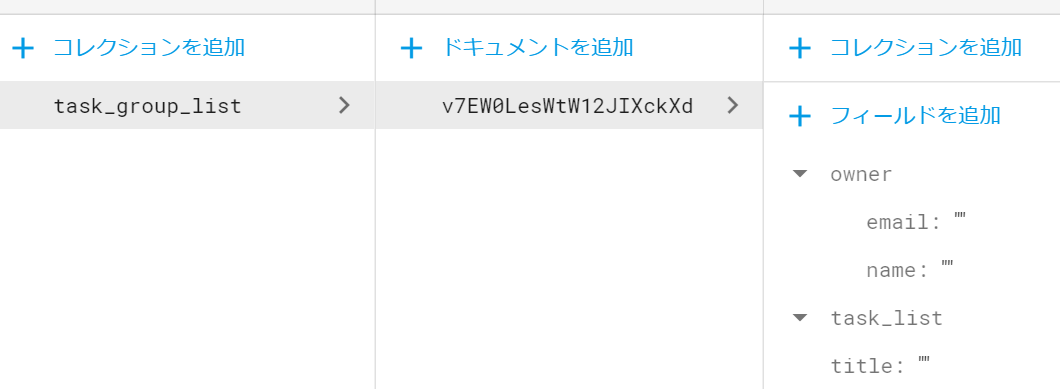 コレクションを追加
task_group_list
ドキュメントを追加
v7EW0LesWtW12JIXckXd
コレクションを追加
フィールドを追加
owner
email: ""
name: ""
task_list
title: ""